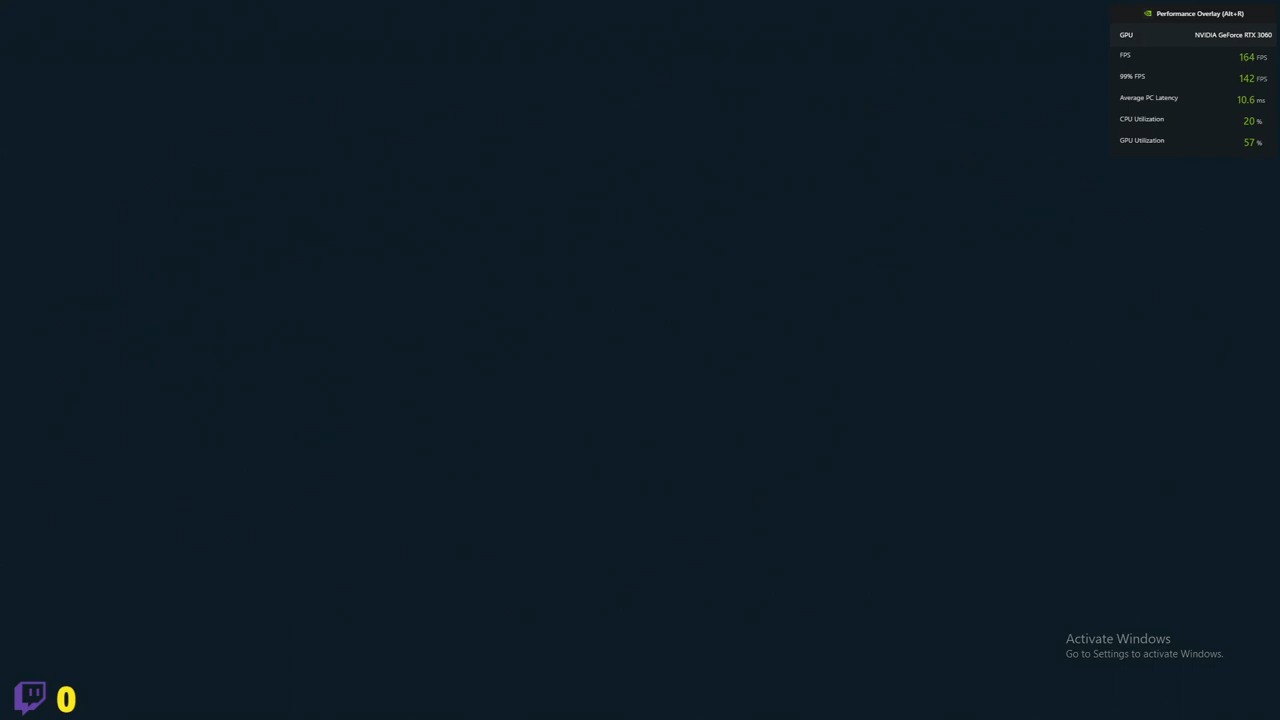 Performance Overlay (Alt+R)
GPU NVIDIA GeForce RTX 3060
FPS 164 FPS
99% FPS 142 FPS
Average PC Latency 10.6 ms
CPU Utilization 20 %
GPU Utilization 57 %
Activate Windows
Go to Settings to activate Windows.
0